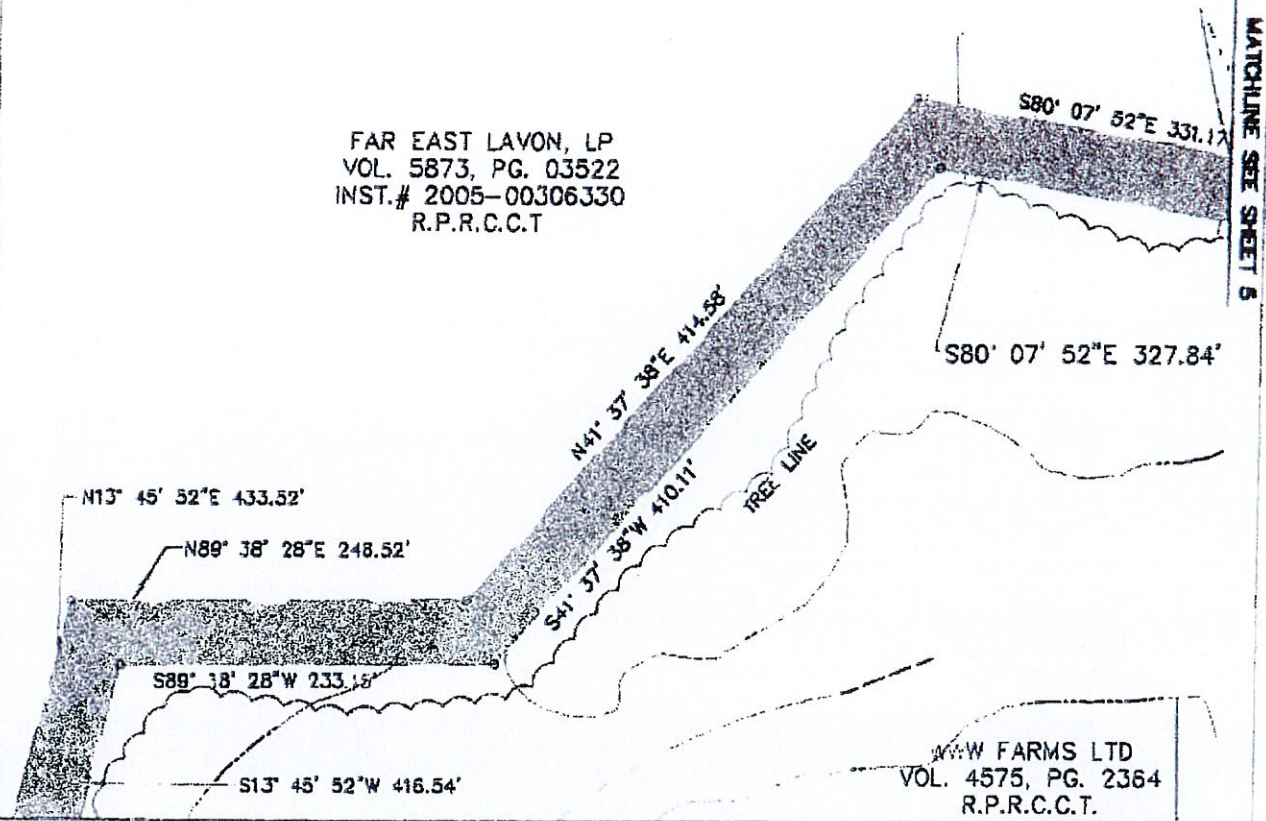 FAR EAST LAVON, LP
VOL. 5873, PG. 03522
INST.# 2005-00306330
R.P.R.C.C.T
S80° 07' 52"E 331.17
MATCHLINE SEE SHEET 5
N41° 37' 38"E 414.58'
S80° 07' 52"E 327.84'
S41° 37' 38"W 410.11'
TREE LINE
N13° 45' 52"E 433.52'
N89° 38' 28"E 248.52'
S89° 38' 28"W 233.15'
S13° 45' 52"W 416.54'
FARMS LTD
VOL. 4575, PG. 2364
R.P.R.C.C.T.